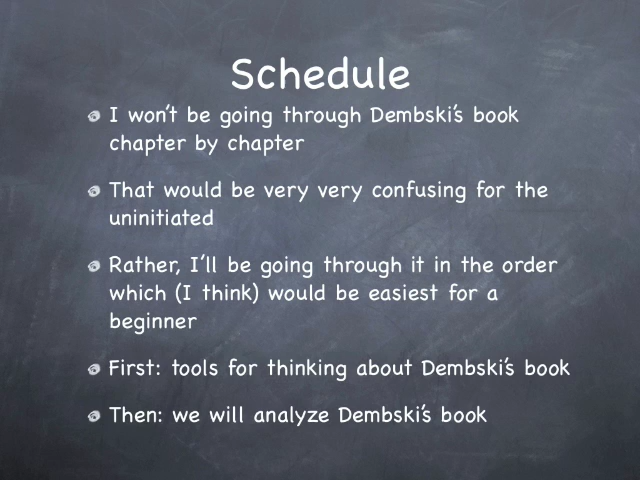 Schedule
I won't be going through Dembski's book
chapter by chapter
That would be very very confusing for the
uninitiated
Rather, I'll be going through it in the order
which (I think) would be easiest for a
beginner
First: tools for thinking about Dembski's book
Then: we will analyze Dembski's book